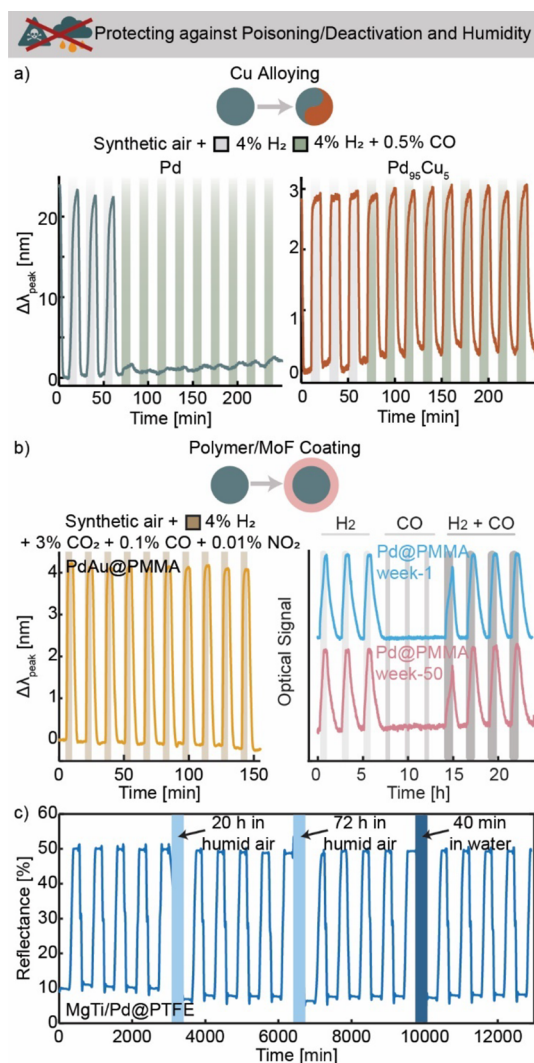 Protecting against Poisoning/Deactivation and Humidity
a)
Cu Alloying
Synthetic air + 4% H₂ 4% H₂ + 0.5% CO
Pd
Pd₉₅Cu₅
Δλpeak [nm]
20
10
0
0 50 100 150 200
Time [min]
3
2
1
0
0 50 100 150 200
Time [min]
b)
Polymer/MoF Coating
Synthetic air + 4% H₂
+ 3% CO₂ + 0.1% CO + 0.01% NO₂
PdAu@PMMA
Δλpeak [nm]
4
3
2
1
0
0 50 100 150
Time [min]
H₂ CO H₂ + CO
Pd@PMMA
week-1
Pd@PMMA
week-50
Optical Signal
0 5 10 15 20
Time [h]
c)
20 h in
humid air
72 h in
humid air
40 min
in water
Reflectance [%]
60
50
40
30
20
10
0
MgTi/Pd@PTFE
0 2000 4000 6000 8000 10000 12000
Time [min]